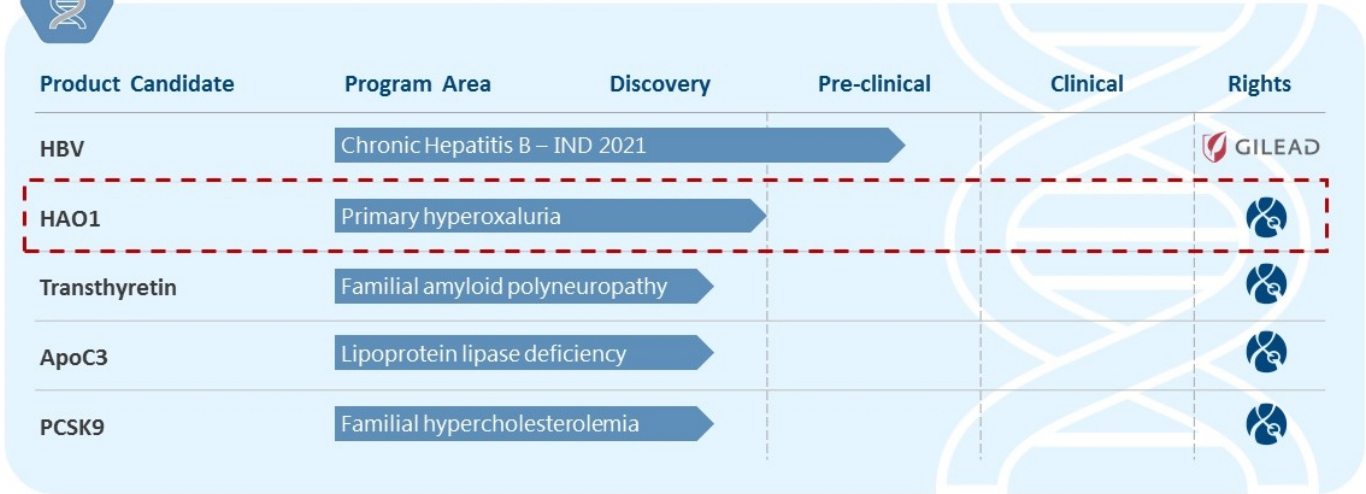 Product Candidate Program Area Discovery Pre-clinical Clinical Rights
HBV Chronic Hepatitis B – IND 2021 GILEAD
HAO1 Primary hyperoxaluria
Transthyretin Familial amyloid polyneuropathy
ApoC3 Lipoprotein lipase deficiency
PCSK9 Familial hypercholesterolemia